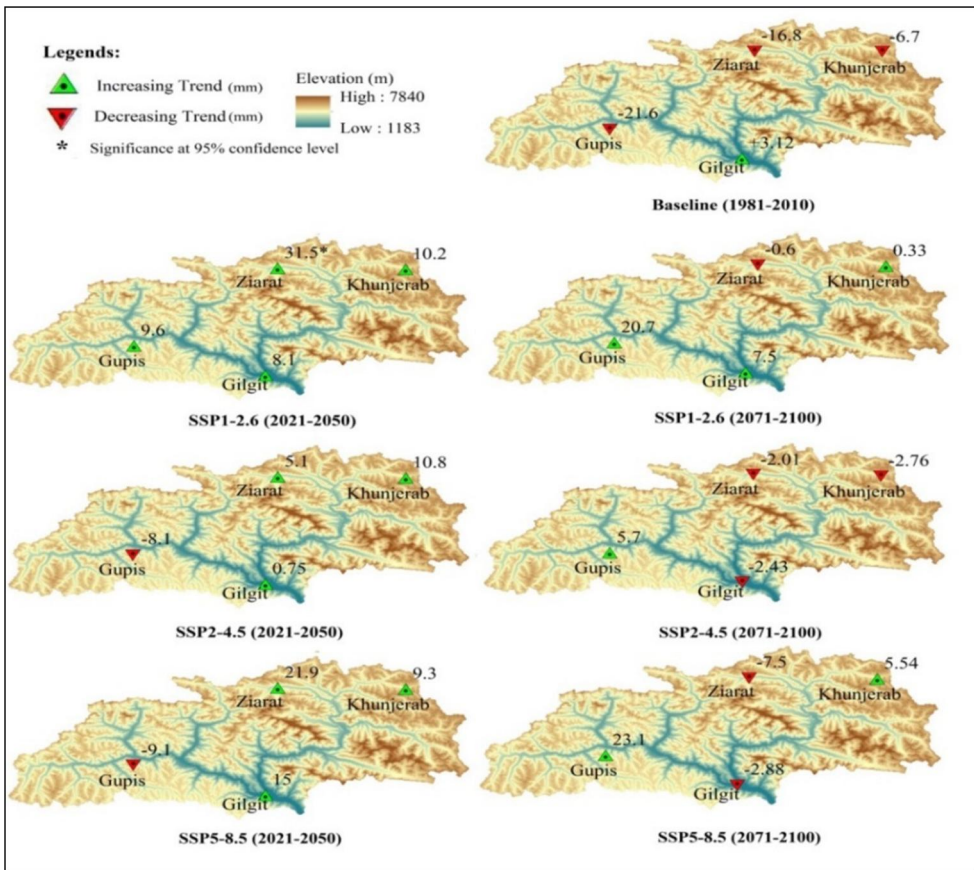 Legends:
Increasing Trend (mm)
Decreasing Trend (mm)
* Significance at 95% confidence level
Elevation (m)
High : 7840
Low : 1183
-16.8
-6.7
Ziarat
Khunjerab
-21.6
Gupis
+3.12
Gilgit
Baseline (1981-2010)
31.5*
10.2
Ziarat
Khunjerab
9.6
Gupis
8.1
Gilgit
SSP1-2.6 (2021-2050)
-0.6
0.33
Ziarat
Khunjerab
20.7
Gupis
7.5
Gilgit
SSP1-2.6 (2071-2100)
5.1
10.8
Ziarat
Khunjerab
-8.1
Gupis
0.75
Gilgit
SSP2-4.5 (2021-2050)
-2.01
-2.76
Ziarat
Khunjerab
5.7
Gupis
-2.43
Gilgit
SSP2-4.5 (2071-2100)
21.9
9.3
Ziarat
Khunjerab
-9.1
Gupis
15
Gilgit
SSP5-8.5 (2021-2050)
-7.5
5.54
Ziarat
Khunjerab
23.1
Gupis
-2.88
Gilgit
SSP5-8.5 (2071-2100)